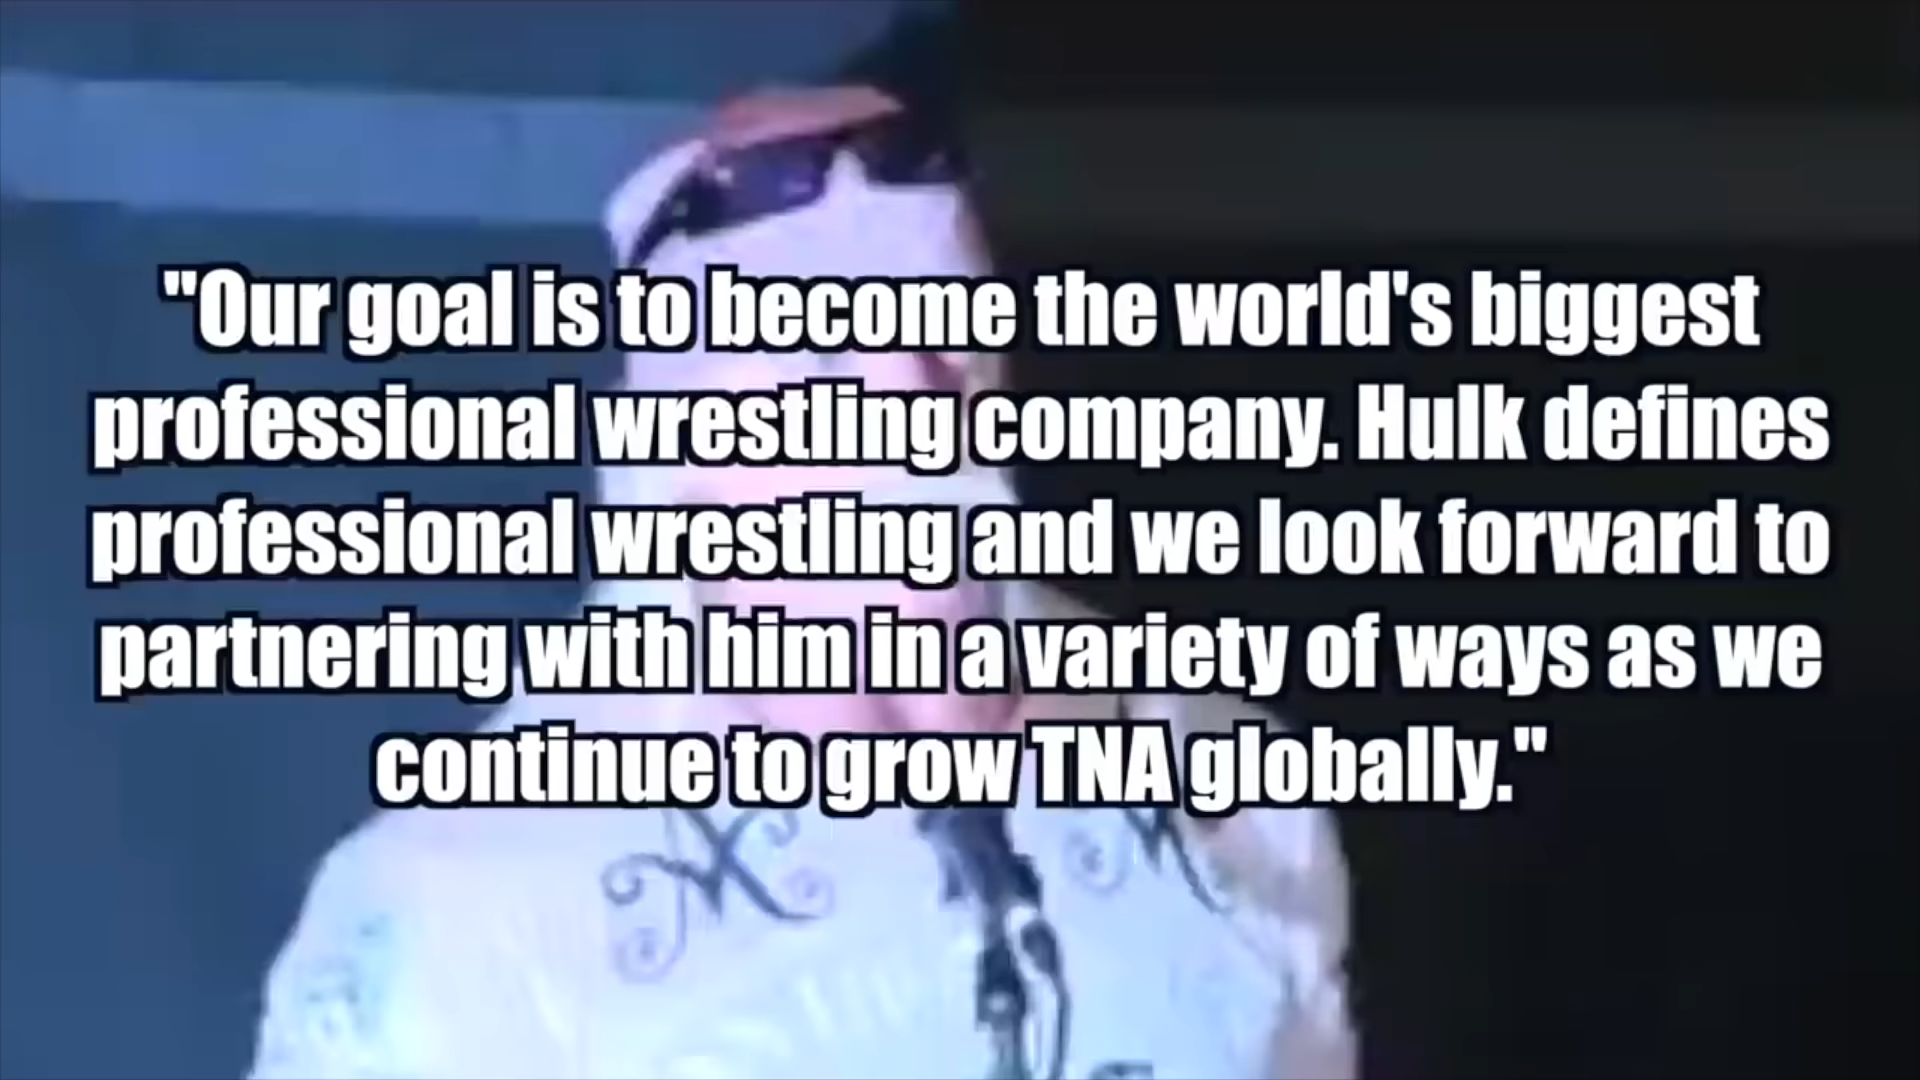 "Our goal is to become the world's biggest
professional wrestling company. Hulk defines
professional wrestling and we look forward to
partnering with him in a variety of ways as we
continue to grow TNA globally."